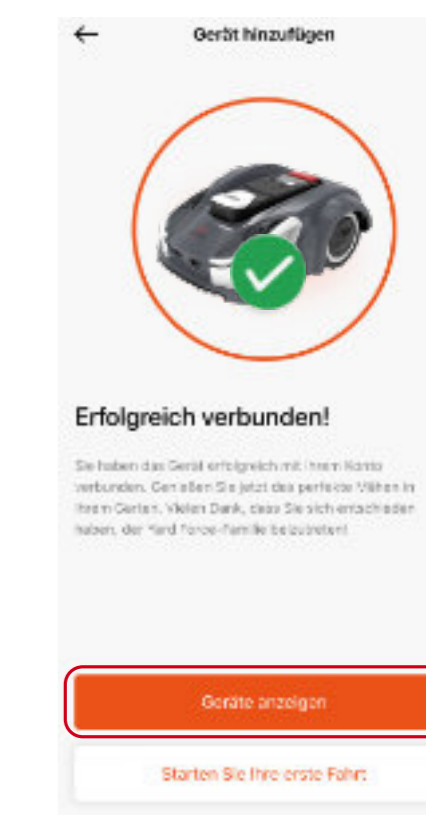 Gerät hinzufügen
Erfolgreich verbunden!
Sie haben das Gerät erfolgreich mit Ihrem Konto
verbunden. Genießen Sie jetzt das perfekte Mähen in
Ihrem Garten. Vielen Dank, dass Sie sich entschieden
haben, der Yard Force-Familie beizutreten!
Geräte anzeigen
Starten Sie Ihre erste Fahrt